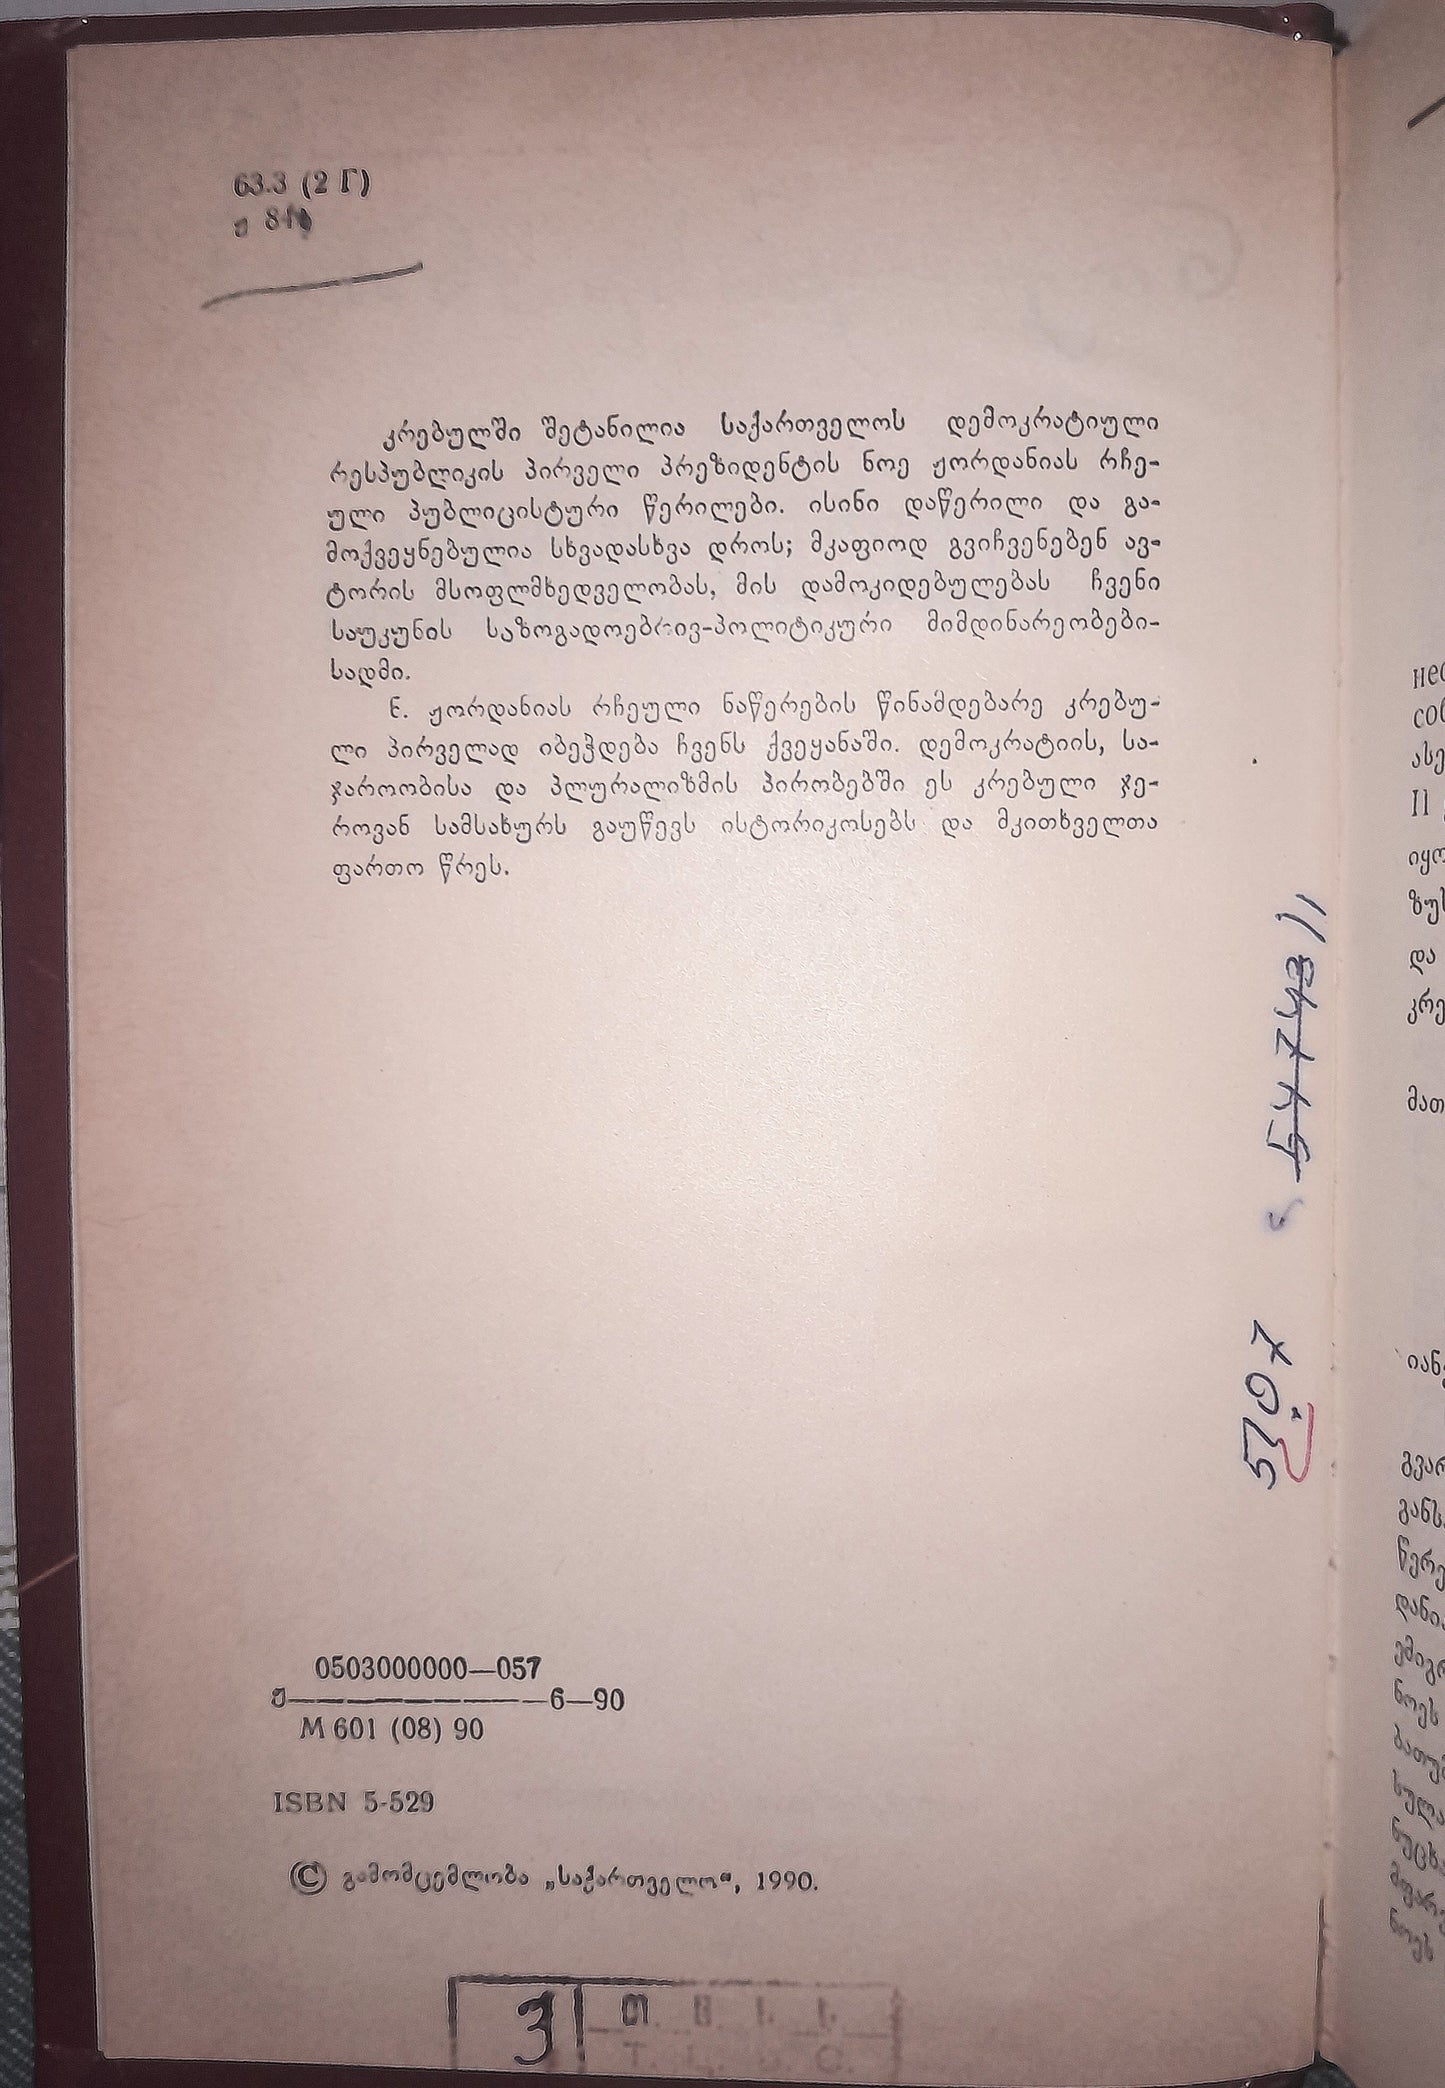 63.3 (2 Г)
ჟ 81
კრებულში შეტანილია საქართველოს დემოკრატიული
რესპუბლიკის პირველი პრეზიდენტის ნოე ჟორდანიას რჩე-
ული პუბლიცისტური წერილები. ისინი დაწერილი და გა-
მოქვეყნებულია სხვადასხვა დროს; მკაფიოდ გვიჩვენებენ ავ-
ტორის მსოფლმხედველობას, მის დამოკიდებულებას ჩვენი
საუკუნის საზოგადოებრივ-პოლიტიკური მიმდინარეობები-
სადმი.
ნ. ჟორდანიას რჩეული ნაწერების წინამდებარე კრებუ-
ლი პირველად იბეჭდება ჩვენს ქვეყანაში. დემოკრატიის, სა-
ჯაროობისა და პლურალიზმის პირობებში ეს კრებული ჯე-
როვან სამსახურს გაუწევს ისტორიკოსებს და მკითხველთა
ფართო წრეს.
54743
5707
0503000000—057
ჟ—————————6—90
М 601 (08) 90
ISBN 5-529
© გამომცემლობა „საქართველო“, 1990.
და